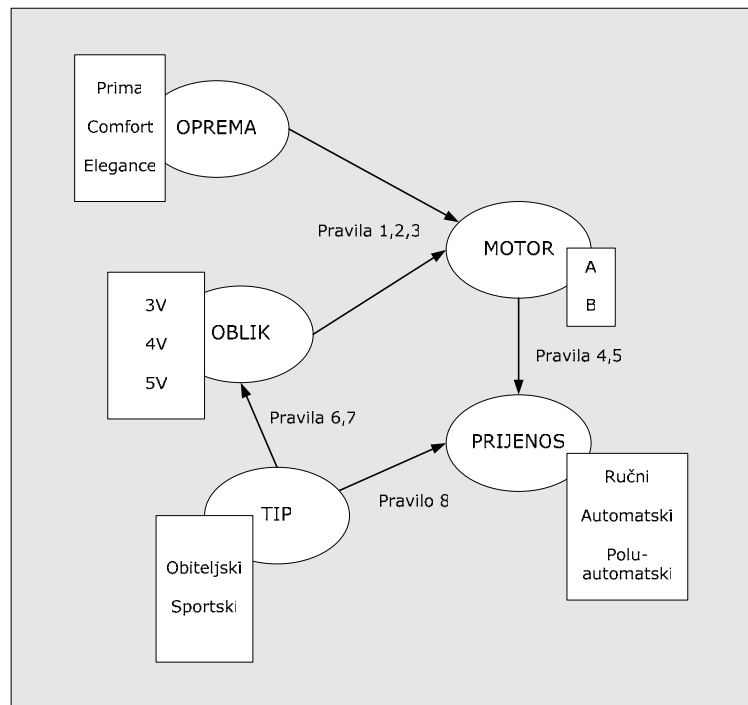 Prima
Comfort
Elegance
OPREMA
Pravila 1,2,3
MOTOR
A
B
3V
4V
5V
OBLIK
Pravila 4,5
Pravila 6,7
PRIJENOS
Pravilo 8
Ručni
Automatski
Polu-
automatski
TIP
Obiteljski
Sportski